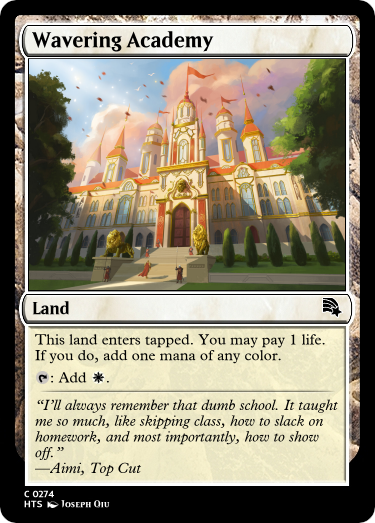 Wavering Academy
Land
This land enters tapped. You may pay 1 life.
If you do, add one mana of any color.
: Add .
“I’ll always remember that dumb school. It taught
me so much, like skipping class, how to slack on
homework, and most importantly, how to show
off.”
—Aimi, Top Cut
C 0274
HTS Joseph Qiu